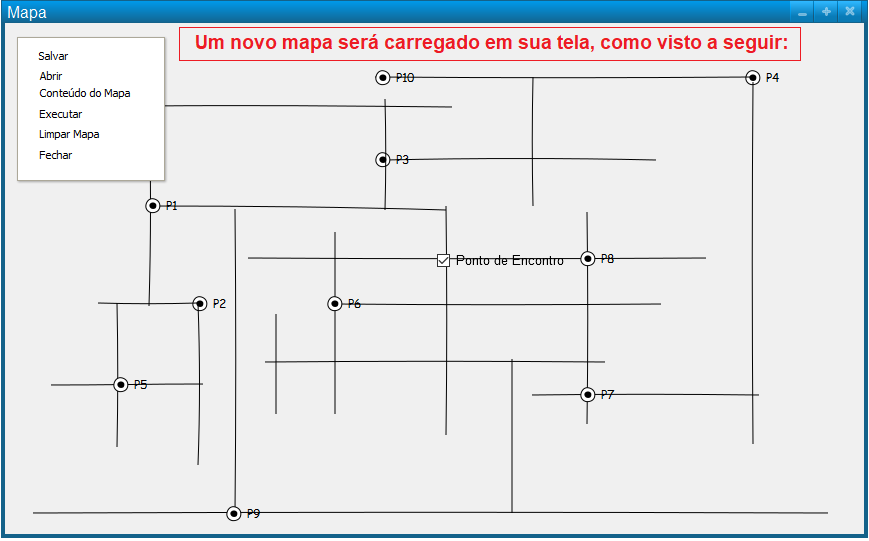 Mapa
Um novo mapa será carregado em sua tela, como visto a seguir:
Salvar
Abrir
Conteúdo do Mapa
Executar
Limpar Mapa
Fechar
P10
P4
P3
P1
Ponto de Encontro
P8
P2
P6
P5
P7
P9